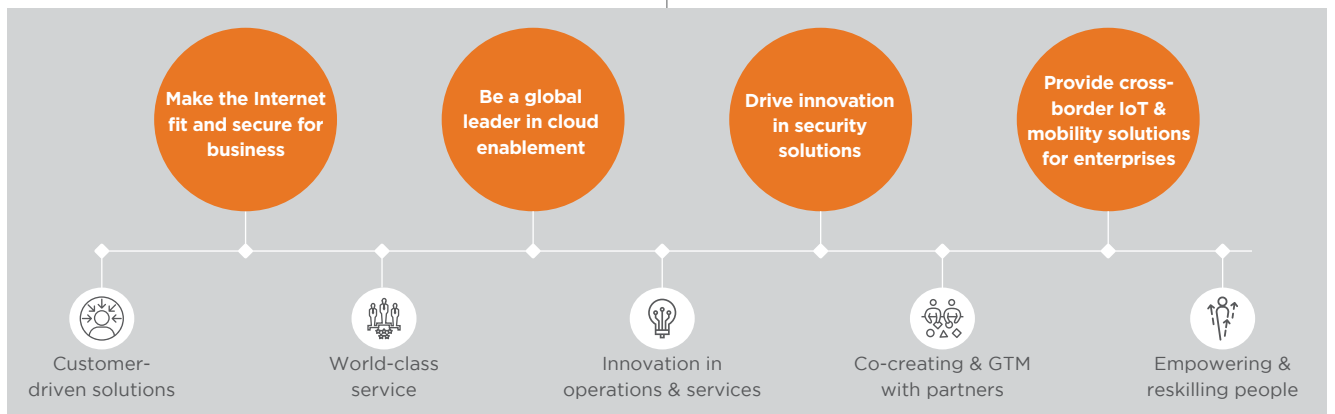 Make the Internet
fit and secure for
business
Be a global
leader in cloud
enablement
Drive innovation
in security
solutions
Provide cross-
border IoT &
mobility solutions
for enterprises
Customer-
driven solutions
World-class
service
Innovation in
operations & services
Co-creating & GTM
with partners
Empowering &
reskilling people